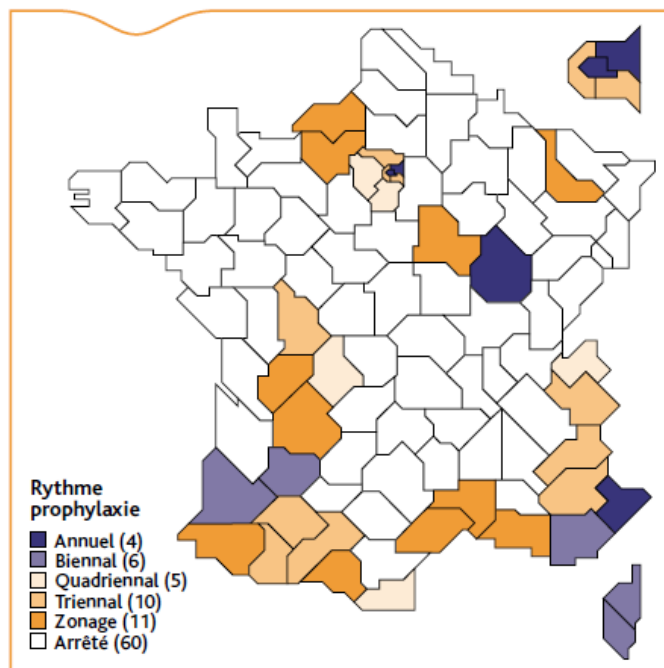 Rythme
prophylaxie
Annuel (4)
Biennal (6)
Quadriennal (5)
Triennal (10)
Zonage (11)
Arrêté (60)